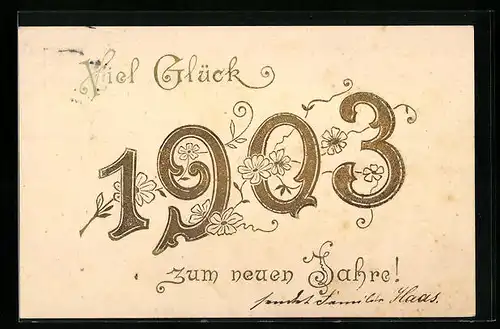 Viel Glück
1903
zum neuen Jahre!
sendet Familie Haas.